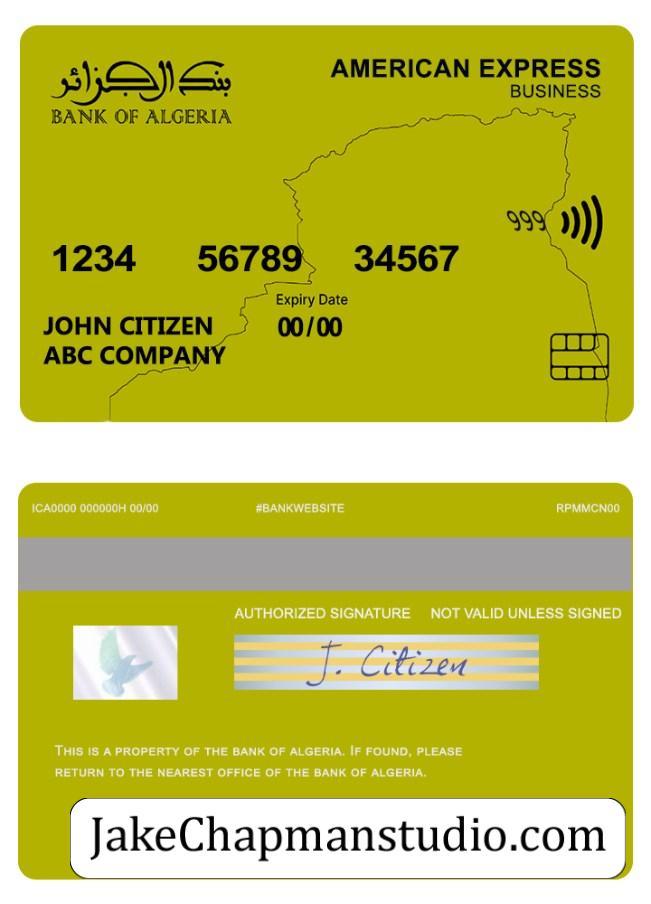 بنك الجزائر
BANK OF ALGERIA
AMERICAN EXPRESS
BUSINESS
999
1234 56789 34567
Expiry Date
00/00
JOHN CITIZEN
ABC COMPANY
ICA0000 000000H 00/00 #BANKWEBSITE RPMMCN00
AUTHORIZED SIGNATURE NOT VALID UNLESS SIGNED
J. Citizen
THIS IS A PROPERTY OF THE BANK OF ALGERIA. IF FOUND, PLEASE
RETURN TO THE NEAREST OFFICE OF THE BANK OF ALGERIA.
JakeChapmanstudio.com